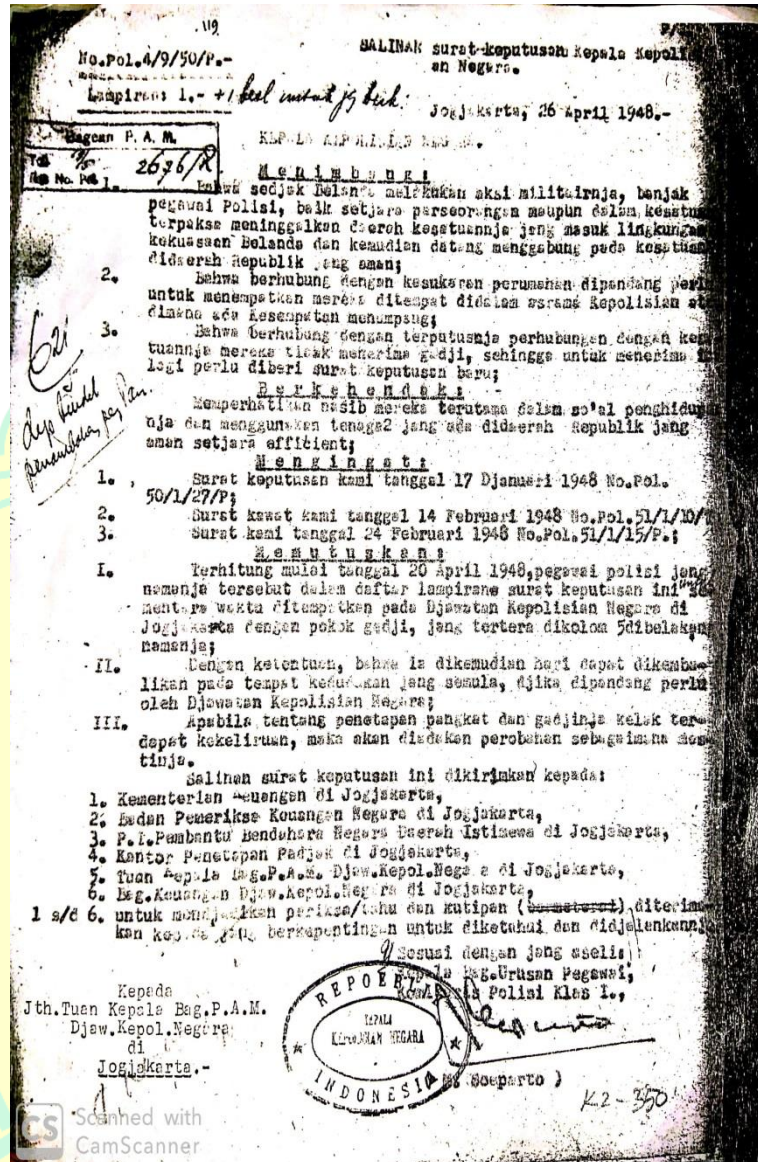 119
No.Pol.4/9/50/P.-
SALINAN surat-keputusan Kepala Kepoli
an Negara.
Lampiran: 1.- +1
Jogjakarta, 26 April 1948.-
Bagean P. A. M.
2676/R
KEPALA KEPOLISIAN NEGARA.
Menimbang:
1. Bahwa sedjak Belanda melakukan aksi militairnja, banjak
pegawai Polisi, baik setjara perseorangan maupun dalam kesatuan
terpaksa meninggalkan daerah kesatuannja jang masuk lingkungan
kekuasaan Belanda dan kemudian datang menggabung pada kesatuan
didaerah Republik jang aman;
2. Bahwa berhubung dengan kesukaran perumahan dipandang perlu
untuk menempatkan mereka ditempat didalam asrama Kepolisian at
dimana ada kesempatan menumpang;
3. Bahwa berhubung dengan terputusnja perhubungan dengan kes
tuannja mereka tidak menerima gadji, sehingga untuk menerima
lagi perlu diberi surat keputusan baru;
Berkehendak:
Memperhatikan nasib mereka terutama dalam so'al penghidupan
nja dan menggunakan tenaga2 jang ada didaerah Republik jang
aman setjara efficient;
Mengingat:
1. Surat keputusan kami tanggal 17 Djanuari 1948 No.Pol.
50/1/27/P;
2. Surat kawat kami tanggal 14 Februari 1948 No.Pol.51/1/10/
3. Surat kami tanggal 24 Februari 1948 No.Pol.51/1/15/P.;
Memutuskan:
I. Terhitung mulai tanggal 20 April 1948,pegawai polisi jang
namanja tersebut dalam daftar lampirane surat keputusan ini "se
mentara waktu ditempatkan pada Djawatan Kepolisian Negara di
Jogjakarta dengan pokok gadji, jang tertera dikolom 5dibelakang
namanja;
II. Dengan ketentuan, bahwa ia dikemudian hari dapat dikemba-
likan pada tempat kedudukan jang semula, djika dipandang perlu
oleh Djawatan Kepolisian Negara;
III. Apabila tentang penetapan pangkat dan gadjinja kelak ter-
dapat kekeliruan, maka akan diadakan perobahan sebagaimana mes-
tinja.
Salinan surat keputusan ini dikirimkan kepada:
1. Kementerian Keuangan di Jogjakarta,
2. Badan Pemeriksa Keuangan Negara di Jogjakarta,
3. P.I.Pembantu Bendahara Negara Daerah Istimewa di Jogjakarta,
4. Kantor Penetapan Padjak di Jogjakarta,
5. Tuan Kepala Bag.P.A.M. Djaw.Kepol.Negara di Jogjakarta,
6. Bag.Keuangan Djaw.Kepol.Negara di Jogjakarta,
1 s/d 6. untuk mendjadikan periksa/tahu dan kutipan (bermaterai) diterima-
kan kepada jang berkepentingan untuk diketahui dan didjalankannja
Sesuai dengan jang aseli:
Kepala Bag.Urusan Pegawai,
Komisaris Polisi Klas I.,
Kepada
Jth.Tuan Kepala Bag.P.A.M.
Djaw.Kepol.Negara
di
Jogjakarta.-
REPOEBLIK
KEPALA
KEPOLISIAN NEGARA
INDONESIA
Soeparto )
K2-350
CS Scanned with
CamScanner